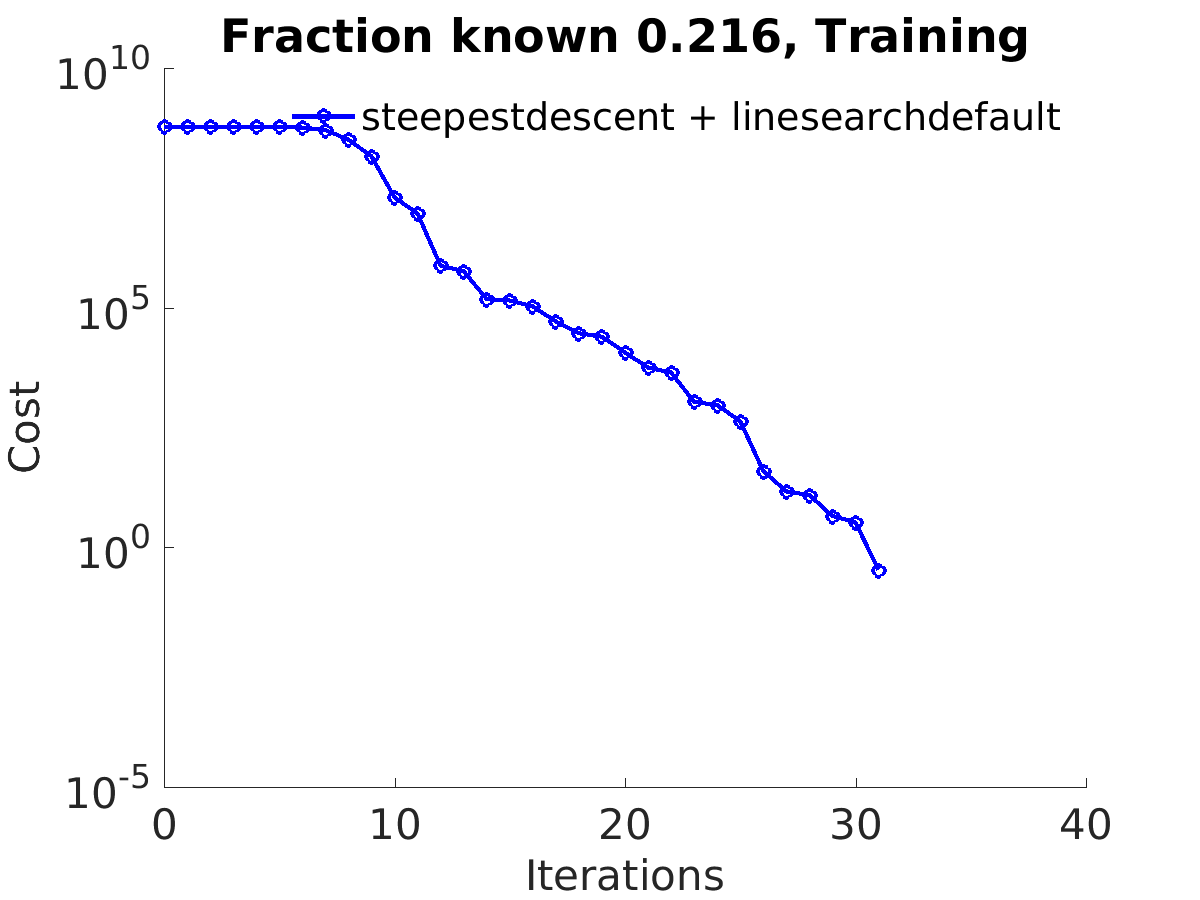 Fraction known 0.216, Training
steepestdescent + linesearchdefault
Cost
10^10
10^5
10^0
10^-5
0 10 20 30 40
Iterations